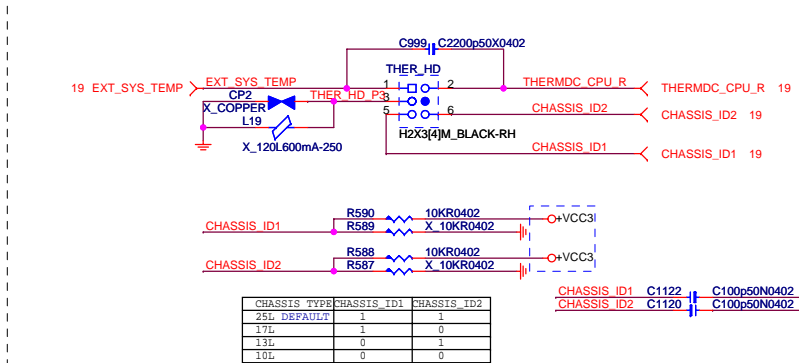 C999 C2200p50X0402
THER_HD
19 EXT_SYS_TEMP EXT_SYS_TEMP 1 2 THERMDC_CPU_R THERMDC_CPU_R 19
CP2 THER_HD_P3 3
X_COPPER 5 6 CHASSIS_ID2 CHASSIS_ID2 19
L19
H2X3[4]M_BLACK-RH
X_120L600mA-250 CHASSIS_ID1 CHASSIS_ID1 19
R590 10KR0402 +VCC3
CHASSIS_ID1 R589 X_10KR0402
R588 10KR0402 +VCC3
CHASSIS_ID2 R587 X_10KR0402
CHASSIS_ID1 C1122 C100p50N0402
CHASSIS_ID2 C1120 C100p50N0402
CHASSIS TYPE CHASSIS_ID1 CHASSIS_ID2
25L DEFAULT 1 1
17L 1 0
13L 0 1
10L 0 0